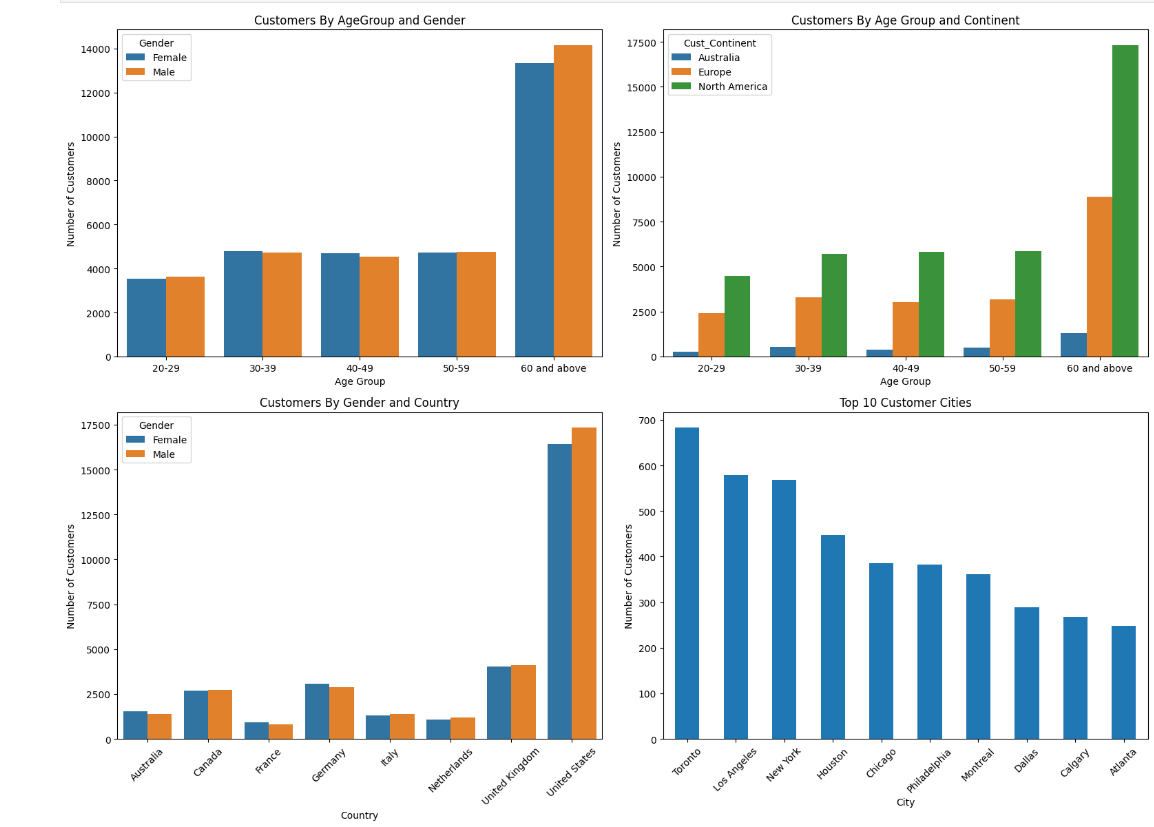 Customers By AgeGroup and Gender
Gender
Female
Male
14000
12000
10000
8000
6000
4000
2000
0
Number of Customers
20-29 30-39 40-49 50-59 60 and above
Age Group
Customers By Age Group and Continent
Cust_Continent
Australia
Europe
North America
17500
15000
12500
10000
7500
5000
2500
0
Number of Customers
20-29 30-39 40-49 50-59 60 and above
Age Group
Customers By Gender and Country
Gender
Female
Male
17500
15000
12500
10000
7500
5000
2500
0
Number of Customers
Australia Canada France Germany Italy Netherlands United Kingdom United States
Country
Top 10 Customer Cities
700
600
500
400
300
200
100
0
Number of Customers
Toronto Los Angeles New York Houston Chicago Philadelphia Montreal Dallas Calgary Atlanta
City